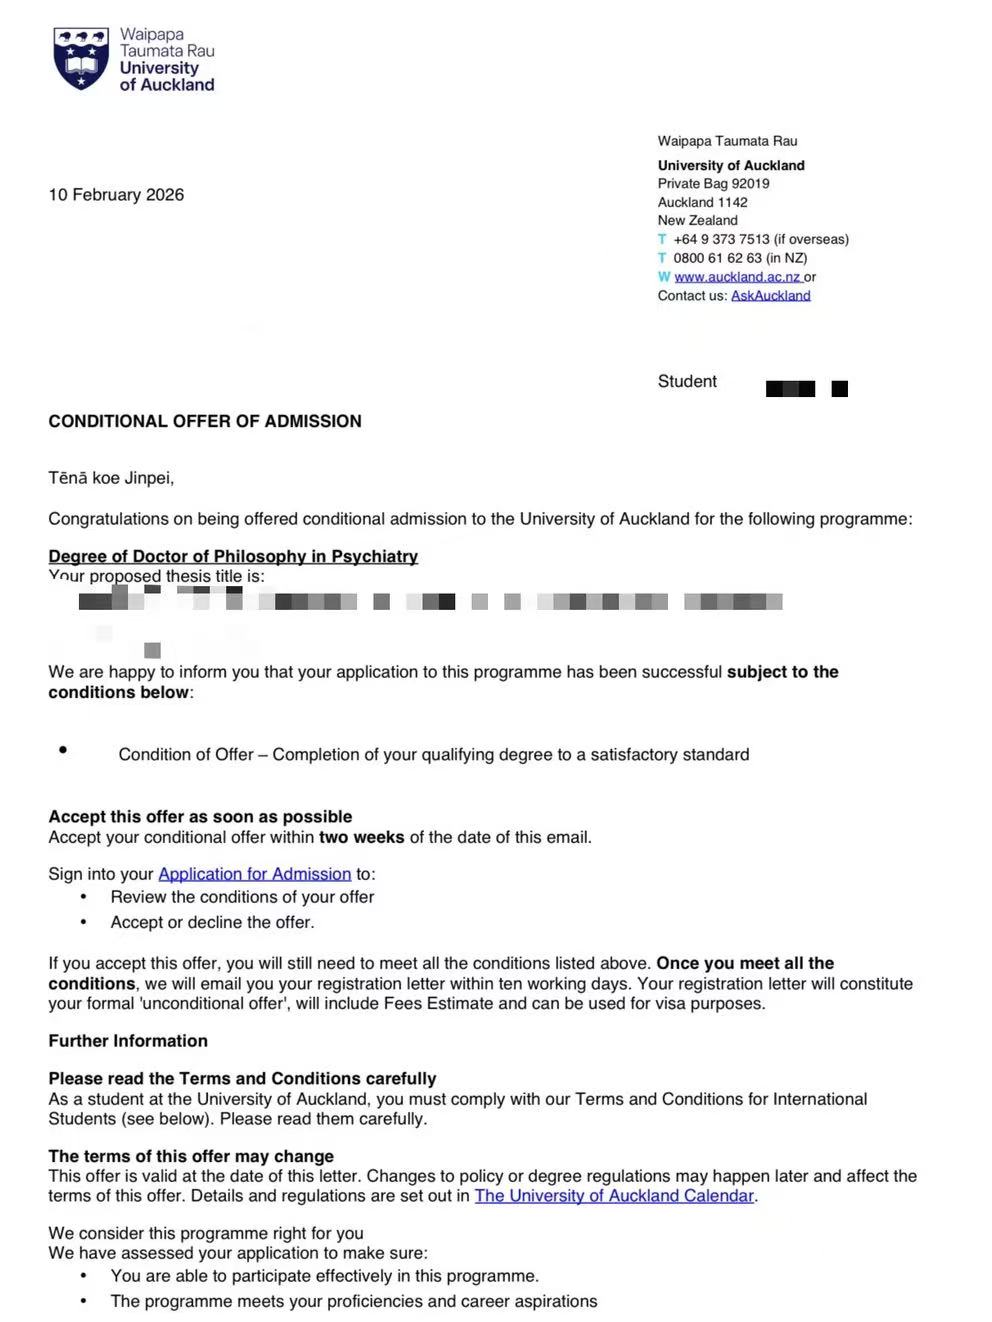 Waipapa
Taumata Rau
University
of Auckland
Waipapa Taumata Rau
University of Auckland
Private Bag 92019
Auckland 1142
New Zealand
T +64 9 373 7513 (if overseas)
T 0800 61 62 63 (in NZ)
W www.auckland.ac.nz or
Contact us: AskAuckland
10 February 2026
Student
CONDITIONAL OFFER OF ADMISSION
Tēnā koe Jinpei,
Congratulations on being offered conditional admission to the University of Auckland for the following programme:
Degree of Doctor of Philosophy in Psychiatry
Your proposed thesis title is:
We are happy to inform you that your application to this programme has been successful subject to the
conditions below:
• Condition of Offer – Completion of your qualifying degree to a satisfactory standard
Accept this offer as soon as possible
Accept your conditional offer within two weeks of the date of this email.
Sign into your Application for Admission to:
• Review the conditions of your offer
• Accept or decline the offer.
If you accept this offer, you will still need to meet all the conditions listed above. Once you meet all the
conditions, we will email you your registration letter within ten working days. Your registration letter will constitute
your formal 'unconditional offer', will include Fees Estimate and can be used for visa purposes.
Further Information
Please read the Terms and Conditions carefully
As a student at the University of Auckland, you must comply with our Terms and Conditions for International
Students (see below). Please read them carefully.
The terms of this offer may change
This offer is valid at the date of this letter. Changes to policy or degree regulations may happen later and affect the
terms of this offer. Details and regulations are set out in The University of Auckland Calendar.
We consider this programme right for you
We have assessed your application to make sure:
• You are able to participate effectively in this programme.
• The programme meets your proficiencies and career aspirations